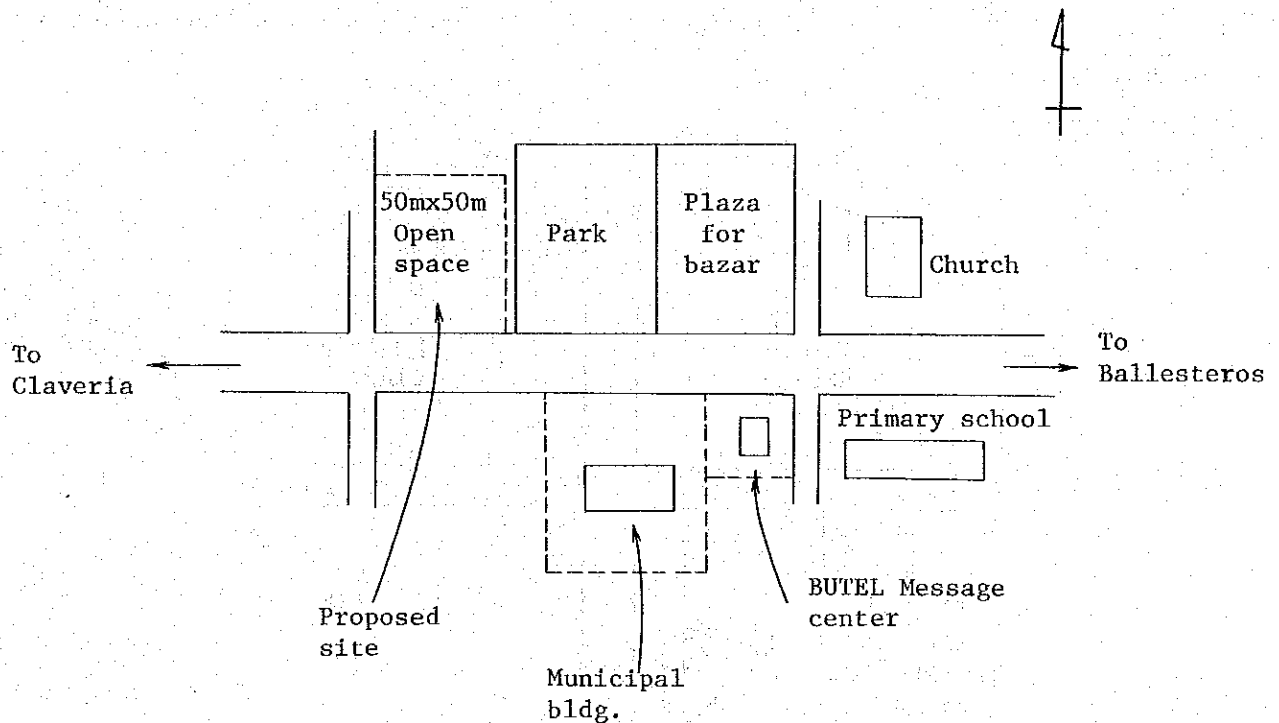 50mx50m
Open
space
Park
Plaza
for
bazar
Church
To
Claveria
To
Ballesteros
Primary school
Proposed
site
Municipal
bldg.
BUTEL Message
center